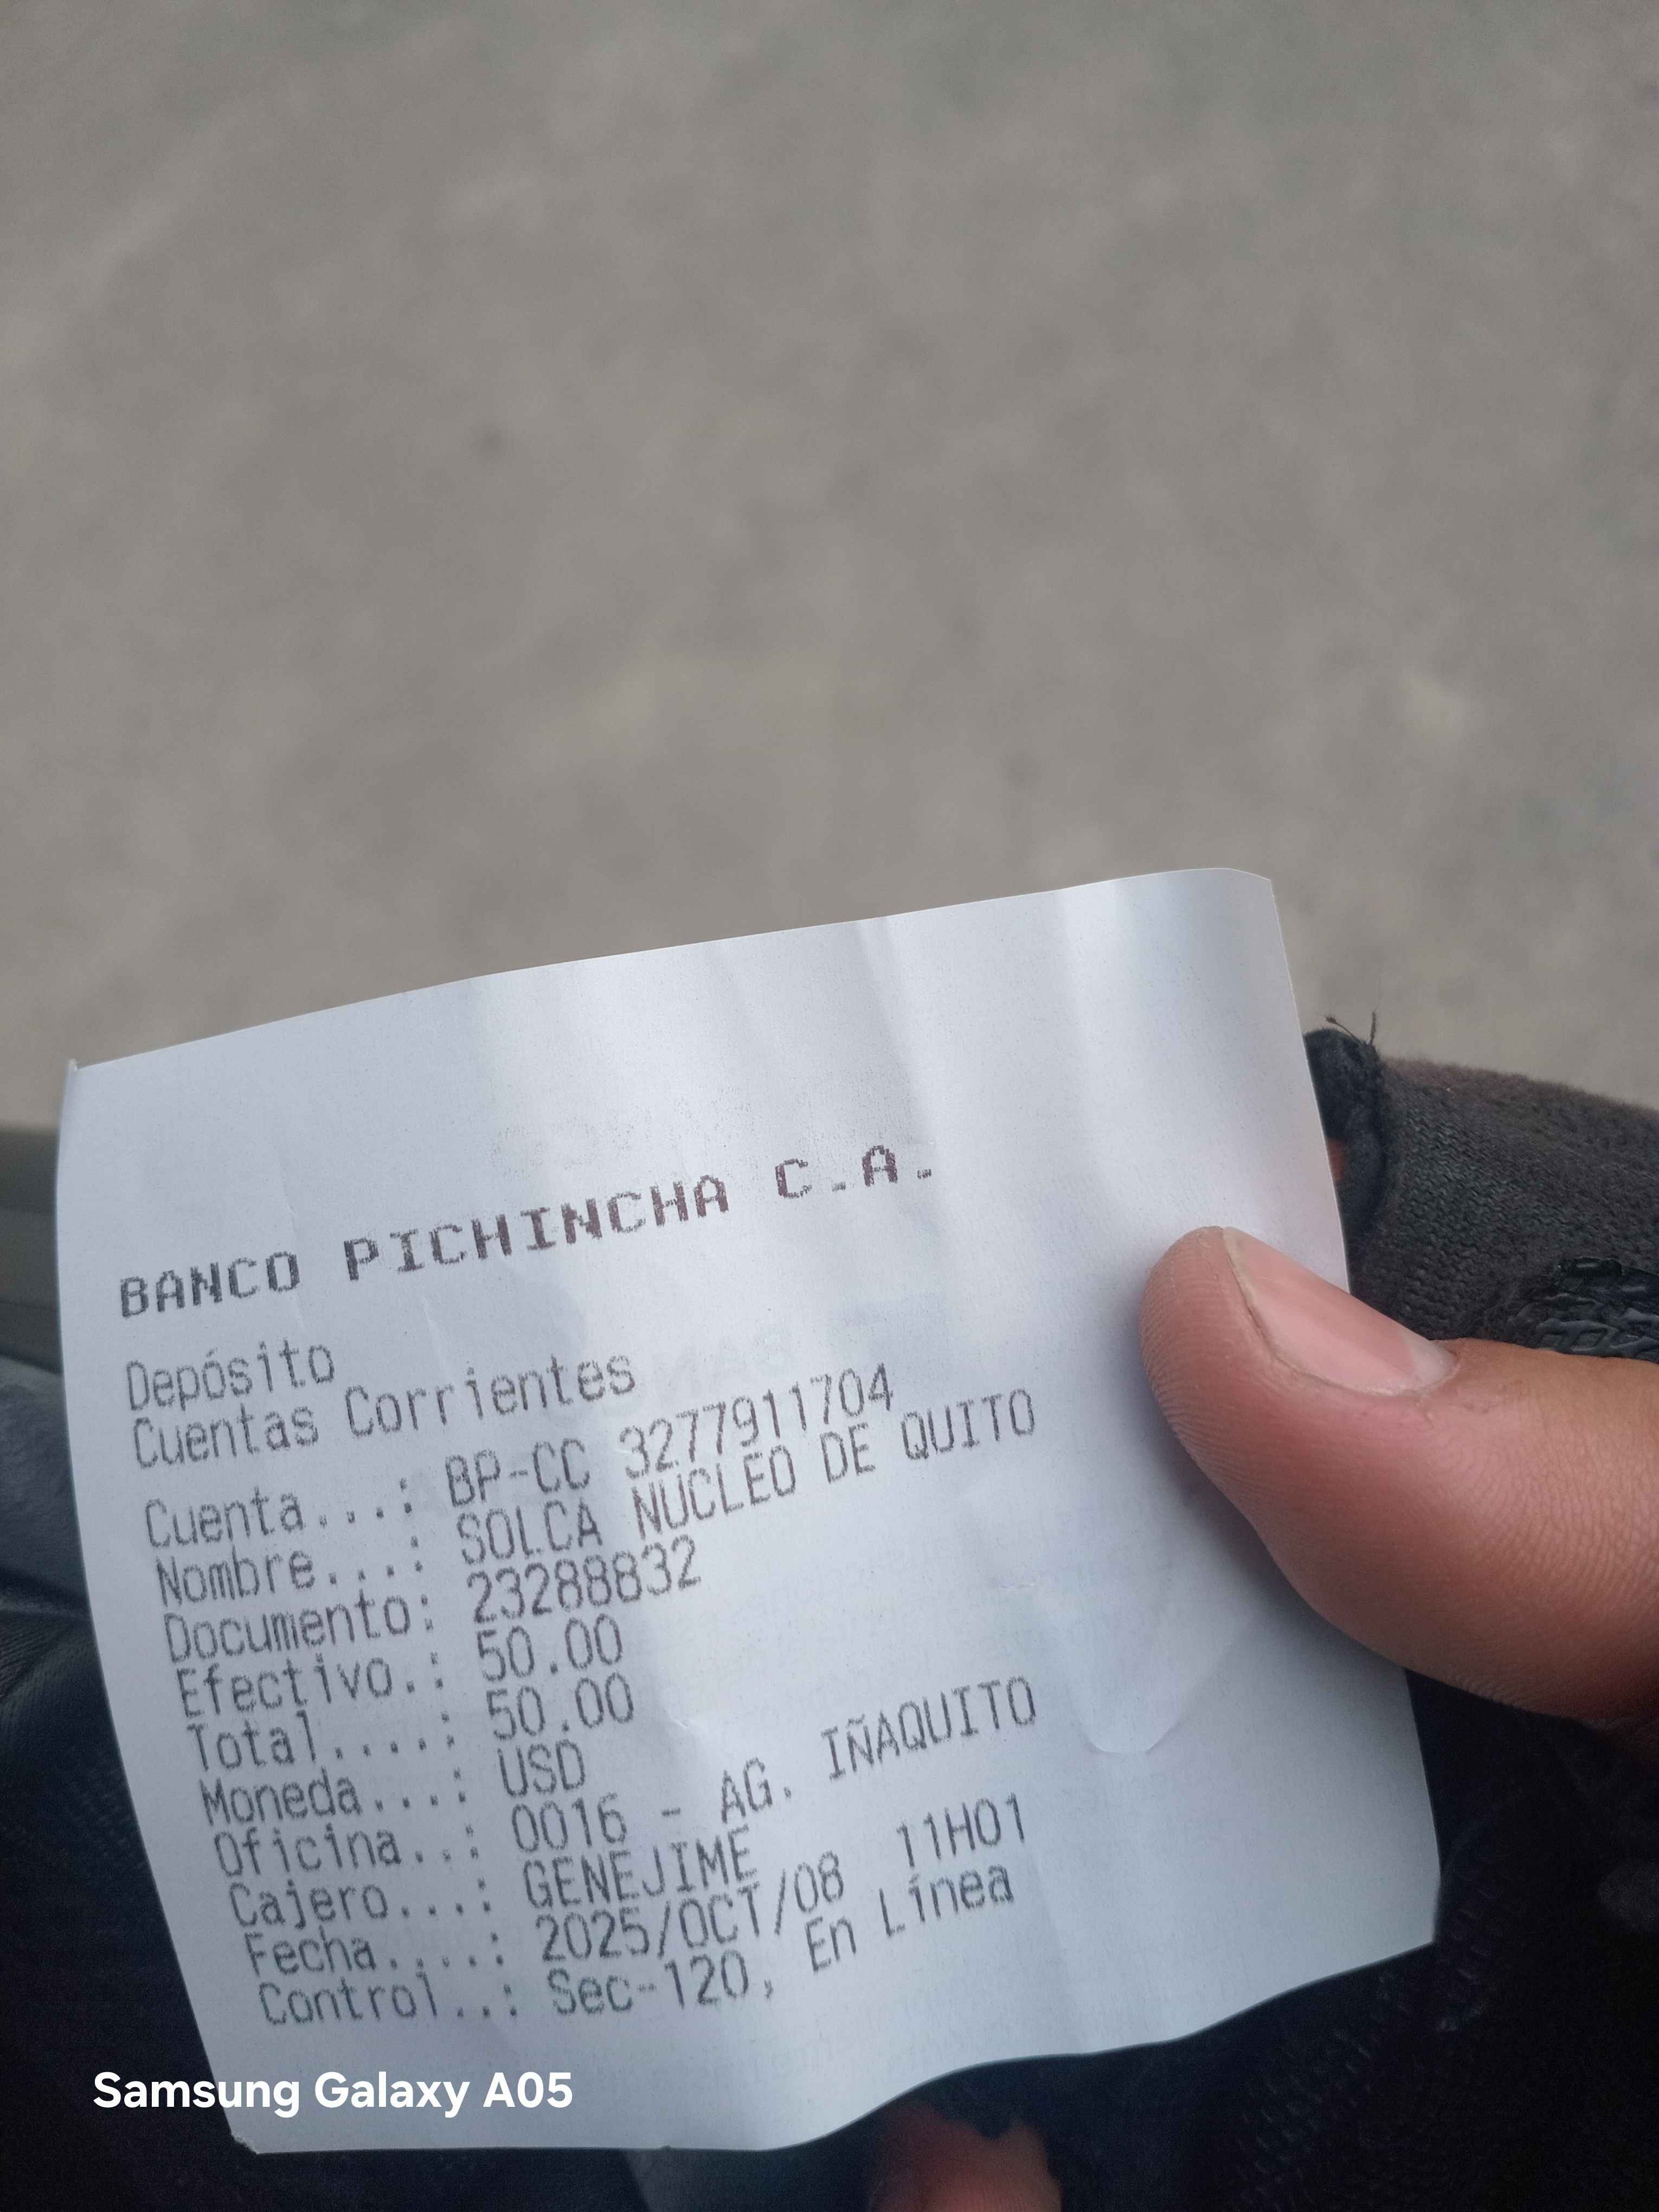 BANCO PICHINCHA C.A.
Depósito
Cuentas Corrientes
Cuenta...: BP-CC 3277911704
Nombre...: SOLCA NUCLEO DE QUITO
Documento: 23288832
Efectivo.: 50.00
Total....: 50.00
Moneda...: USD
Oficina..: 0016 - AG. IÑAQUITO
Cajero...: GENEJIME
Fecha....: 2025/OCT/08 11H01
Control..: Sec-120, En Línea
Samsung Galaxy A05